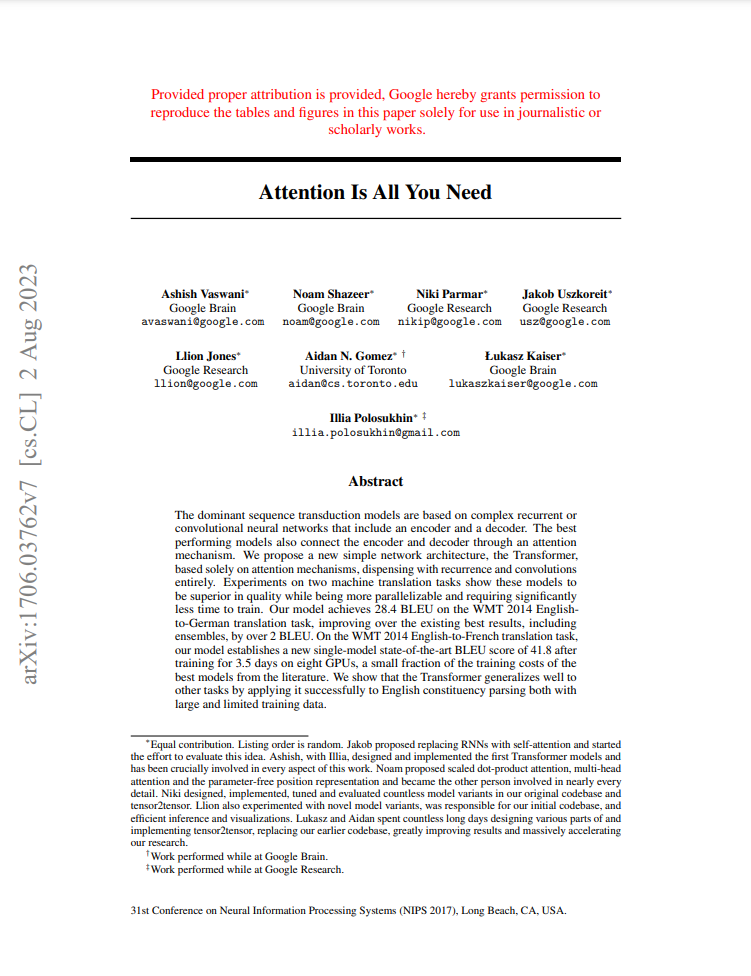 Provided proper attribution is provided, Google hereby grants permission to
reproduce the tables and figures in this paper solely for use in journalistic or
scholarly works.
Attention Is All You Need
arXiv:1706.03762v7 [cs.CL] 2 Aug 2023
Ashish Vaswani* Noam Shazeer* Niki Parmar* Jakob Uszkoreit*
Google Brain Google Brain Google Research Google Research
avaswani@google.com noam@google.com nikip@google.com usz@google.com
Llion Jones* Aidan N. Gomez* † Łukasz Kaiser*
Google Research University of Toronto Google Brain
llion@google.com aidan@cs.toronto.edu lukaszkaiser@google.com
Illia Polosukhin* ‡
illia.polosukhin@gmail.com
Abstract
The dominant sequence transduction models are based on complex recurrent or
convolutional neural networks that include an encoder and a decoder. The best
performing models also connect the encoder and decoder through an attention
mechanism. We propose a new simple network architecture, the Transformer,
based solely on attention mechanisms, dispensing with recurrence and convolutions
entirely. Experiments on two machine translation tasks show these models to
be superior in quality while being more parallelizable and requiring significantly
less time to train. Our model achieves 28.4 BLEU on the WMT 2014 English-
to-German translation task, improving over the existing best results, including
ensembles, by over 2 BLEU. On the WMT 2014 English-to-French translation task,
our model establishes a new single-model state-of-the-art BLEU score of 41.8 after
training for 3.5 days on eight GPUs, a small fraction of the training costs of the
best models from the literature. We show that the Transformer generalizes well to
other tasks by applying it successfully to English constituency parsing both with
large and limited training data.
*Equal contribution. Listing order is random. Jakob proposed replacing RNNs with self-attention and started
the effort to evaluate this idea. Ashish, with Illia, designed and implemented the first Transformer models and
has been crucially involved in every aspect of this work. Noam proposed scaled dot-product attention, multi-head
attention and the parameter-free position representation and became the other person involved in nearly every
detail. Niki designed, implemented, tuned and evaluated countless model variants in our original codebase and
tensor2tensor. Llion also experimented with novel model variants, was responsible for our initial codebase, and
efficient inference and visualizations. Lukasz and Aidan spent countless long days designing various parts of and
implementing tensor2tensor, replacing our earlier codebase, greatly improving results and massively accelerating
our research.
†Work performed while at Google Brain.
‡Work performed while at Google Research.
31st Conference on Neural Information Processing Systems (NIPS 2017), Long Beach, CA, USA.